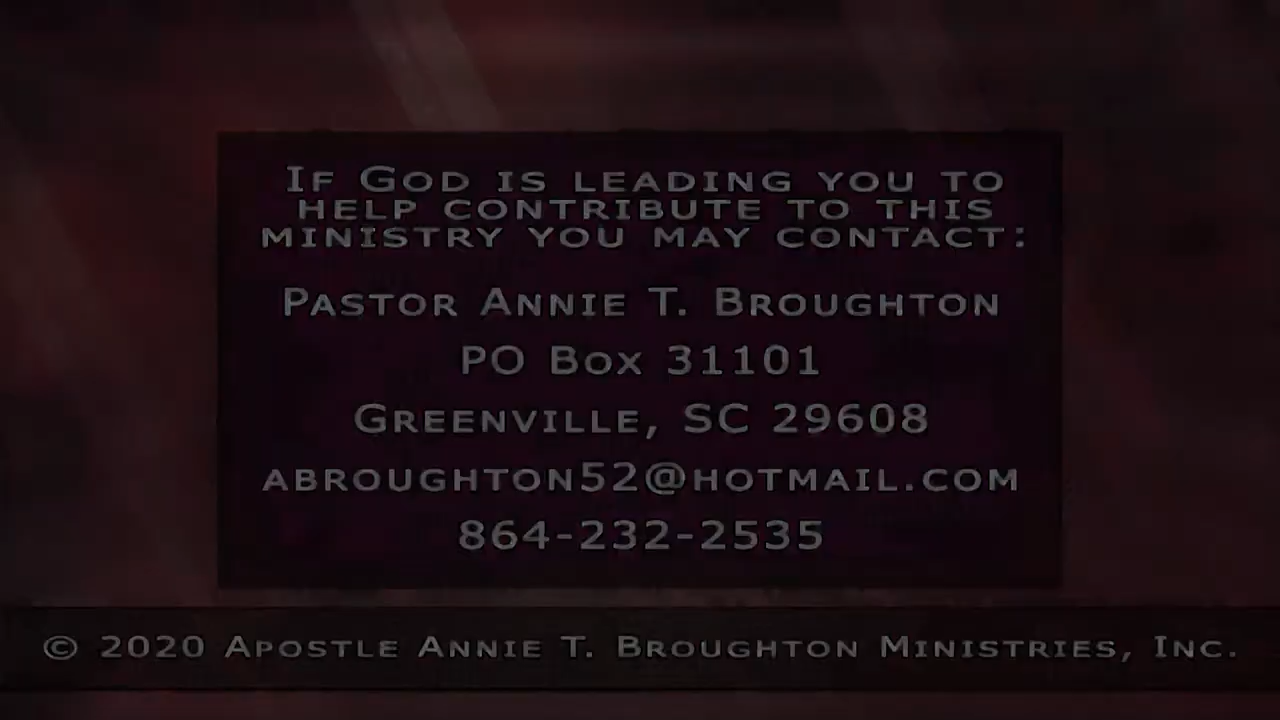 If God is leading you to
help contribute to this
ministry you may contact:
Pastor Annie T. Broughton
PO Box 31101
Greenville, SC 29608
abroughton52@hotmail.com
864-232-2535
© 2020 Apostle Annie T. Broughton Ministries, Inc.